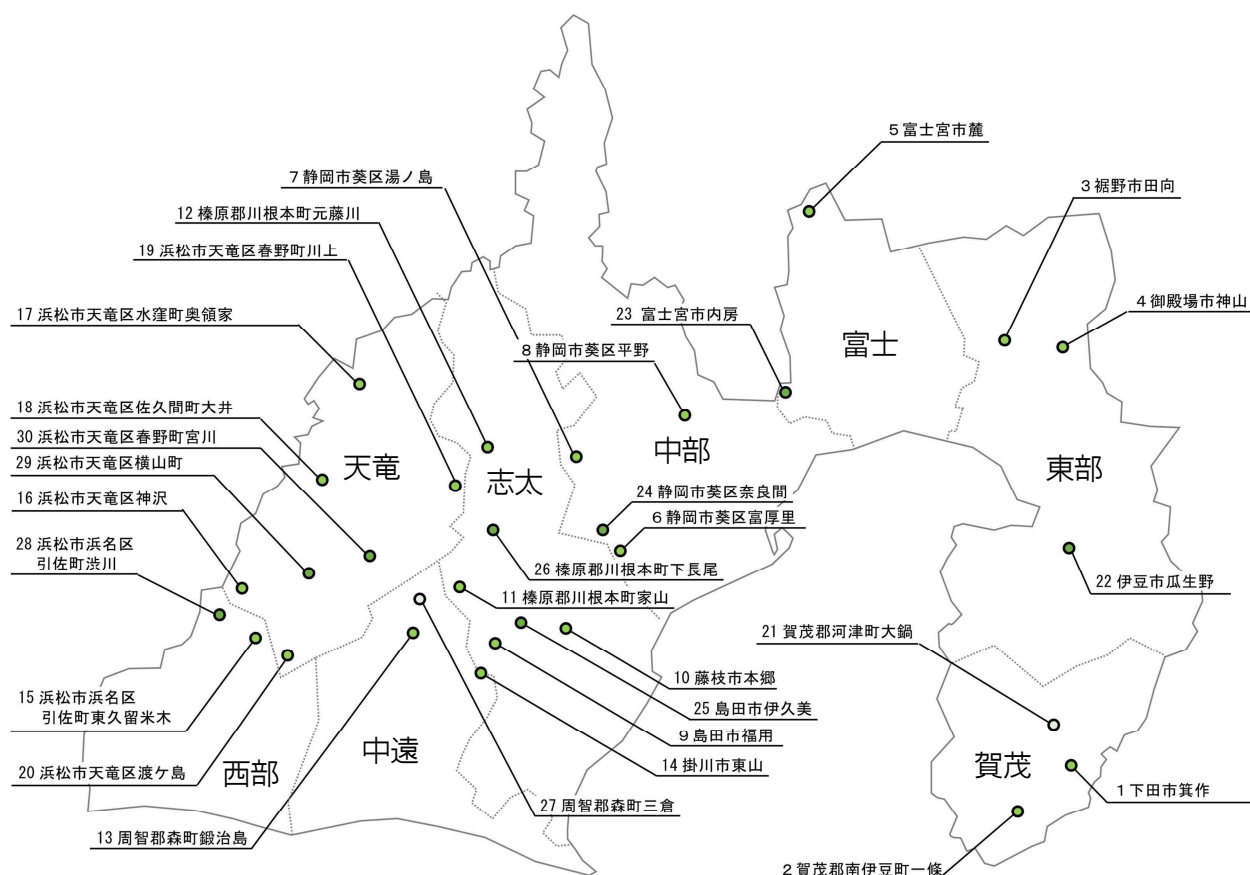 5 富士宮市麓
7 静岡市葵区湯ノ島
3 裾野市田向
12 榛原郡川根本町元藤川
19 浜松市天竜区春野町川上
17 浜松市天竜区水窪町奥領家
23 富士宮市内房
4 御殿場市神山
8 静岡市葵区平野
富士
18 浜松市天竜区佐久間町大井
30 浜松市天竜区春野町宮川
29 浜松市天竜区横山町
16 浜松市天竜区神沢
28 浜松市浜名区
引佐町渋川
天竜
志太
中部
東部
24 静岡市葵区奈良間
6 静岡市葵区富厚里
26 榛原郡川根本町下長尾
11 榛原郡川根本町家山
22 伊豆市瓜生野
21 賀茂郡河津町大鍋
10 藤枝市本郷
25 島田市伊久美
9 島田市福用
14 掛川市東山
15 浜松市浜名区
引佐町東久留米木
20 浜松市天竜区渡ケ島
西部
中遠
賀茂
27 周智郡森町三倉
13 周智郡森町鍛治島
1 下田市箕作
2 賀茂郡南伊豆町一條